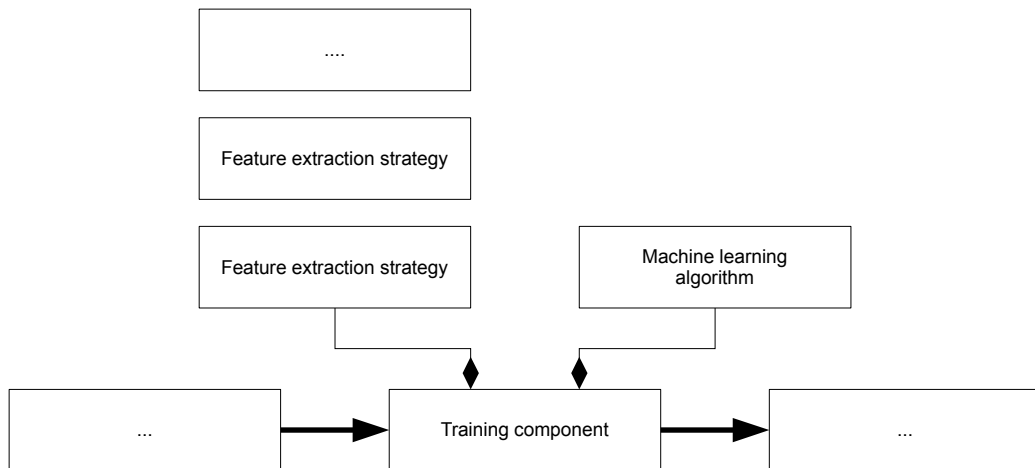 ....
Feature extraction strategy
Feature extraction strategy
Machine learning
algorithm
...
Training component
...